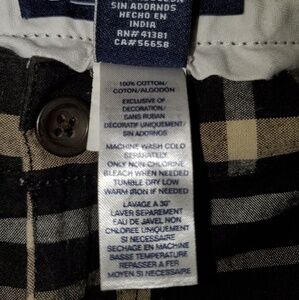 SIN ADORNOS
HECHO EN
INDIA
RN# 41381
CA#56658
100% COTTON/
COTON/ALGODÓN
EXCLUSIVE OF
DECORATION/
SANS RUBAN
DECORATIF UNIQUEMENT/
SIN ADORNOS
MACHINE WASH COLD
SEPARATELY
ONLY NON-CHLORINE
BLEACH WHEN NEEDED
TUMBLE DRY LOW
WARM IRON IF NEEDED
LAVAGE A 30°
LAVER SEPAREMENT
EAU DE JAVEL NON
CHLOREE UNIQUEMENT
SI NECESSAIRE
SECHAGE EN MACHINE
BASSE TEMPERATURE
REPASSER A FER
MOYEN SI NECESSAIRE